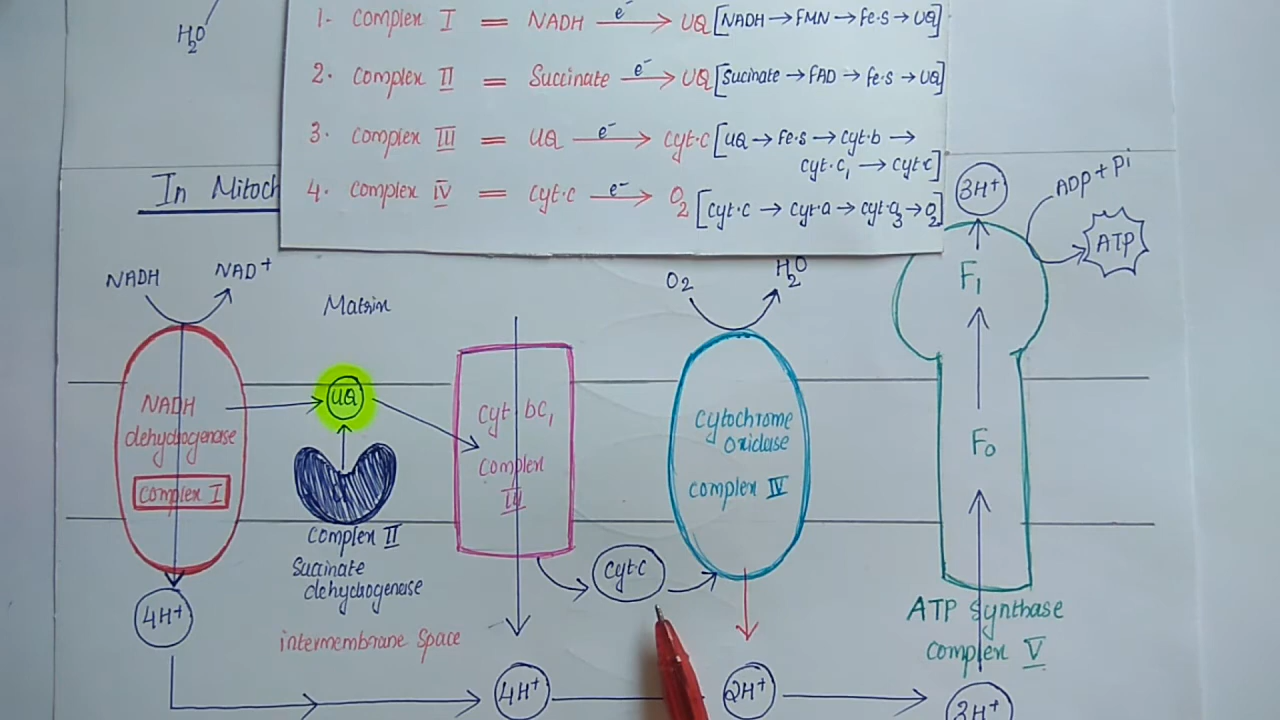 H2O
1. Complex I = NADH e- → UQ [NADH → FMN → Fe.S → UQ]
2. Complex II = Succinate e- → UQ [Sucinate → FAD → Fe.S → UQ]
3. Complex III = UQ e- → Cyt.C [UQ → Fe.S → Cyt.b →
Cyt.C1 → Cyt C]
4. Complex IV = Cyt.C e- → O2 [Cyt.C → Cyt.a → Cyt.a3 → O2]
In Mitoch
3H+
ADP + Pi
ATP
NADH
NAD+
Matrix
O2
H2O
F1
NADH
dehydrogenase
Complex I
UQ
Cyt. bC1
Complex
III
Cytochrome
Oxidase
Complex IV
F0
Complex II
Succinate
dehydrogenase
Cyt.C
4H+
intermembrane Space
ATP Synthase
Complex V
4H+
2H+
3H+